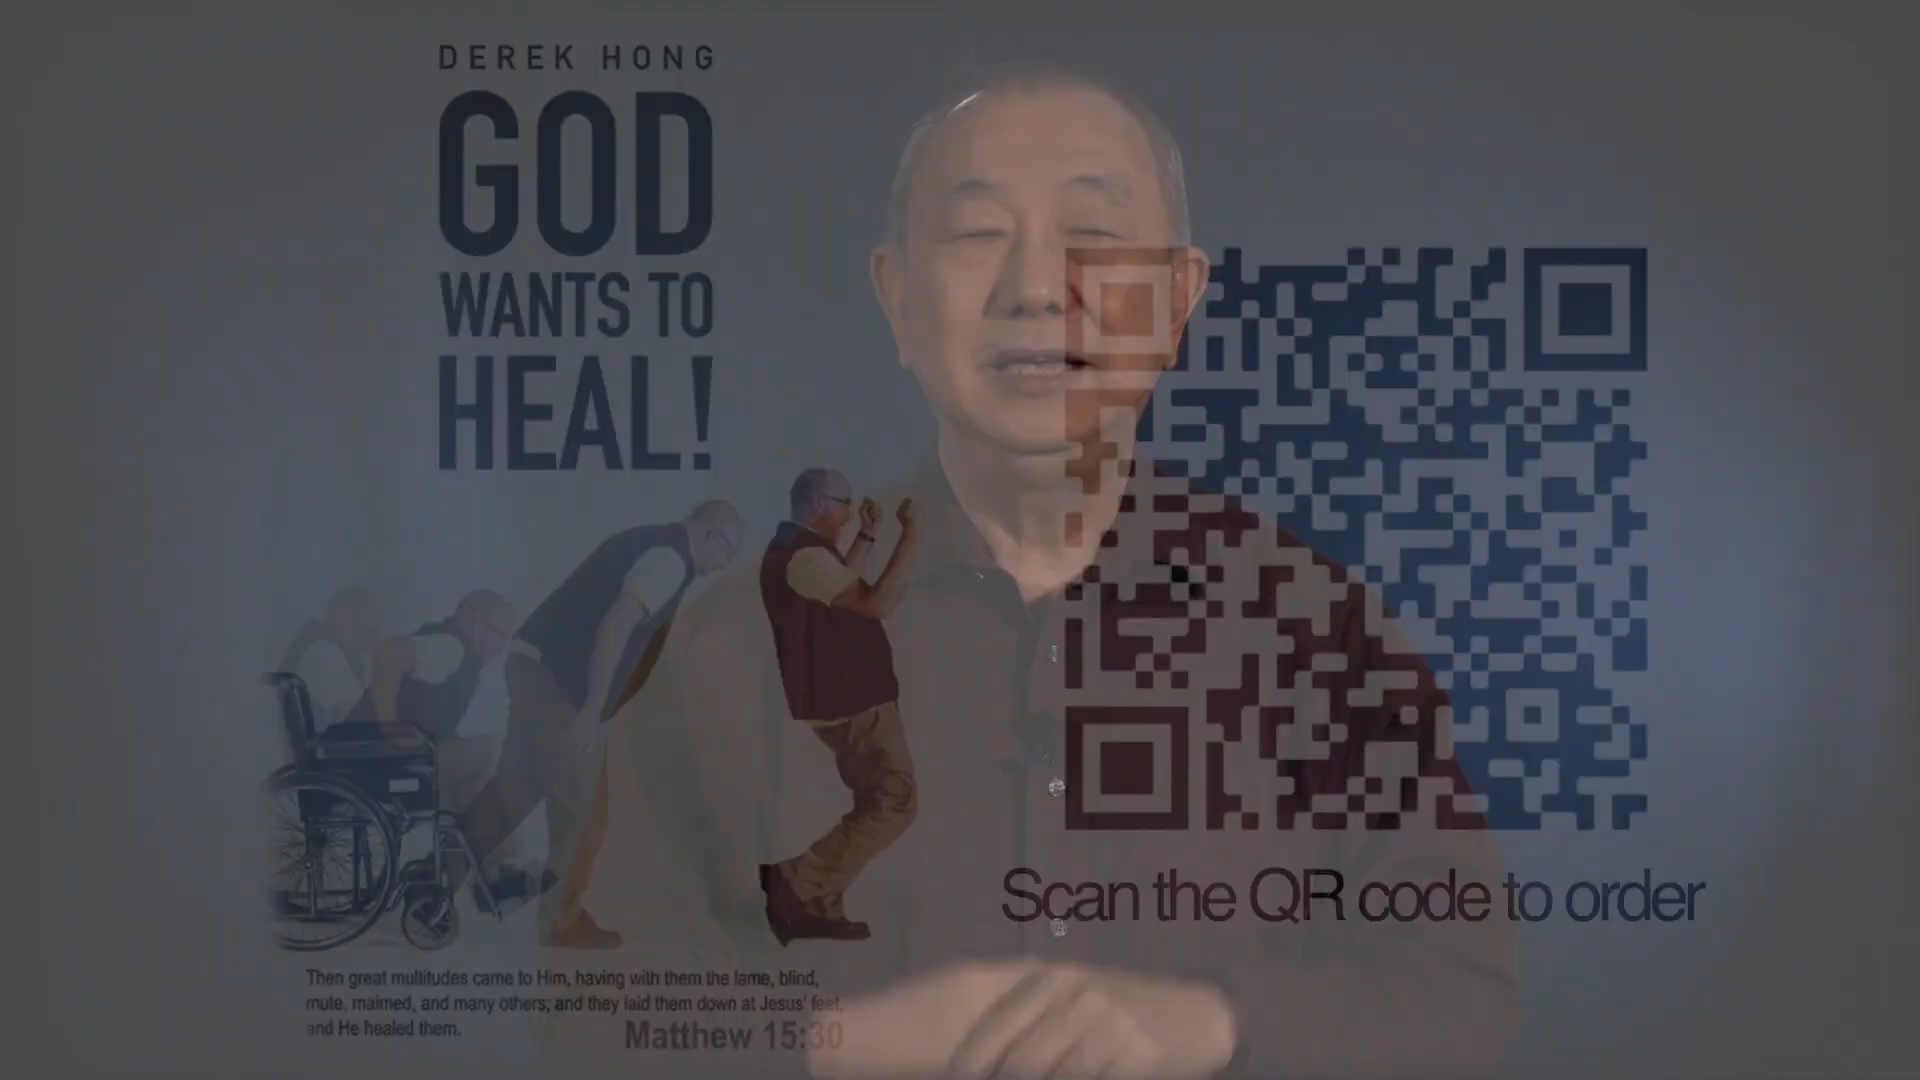 DEREK HONG
GOD
WANTS TO
HEAL!
Then great multitudes came to Him, having with them the lame, blind,
mute, maimed, and many others; and they laid them down at Jesus' feet,
and He healed them.
Matthew 15:30
Scan the QR code to order